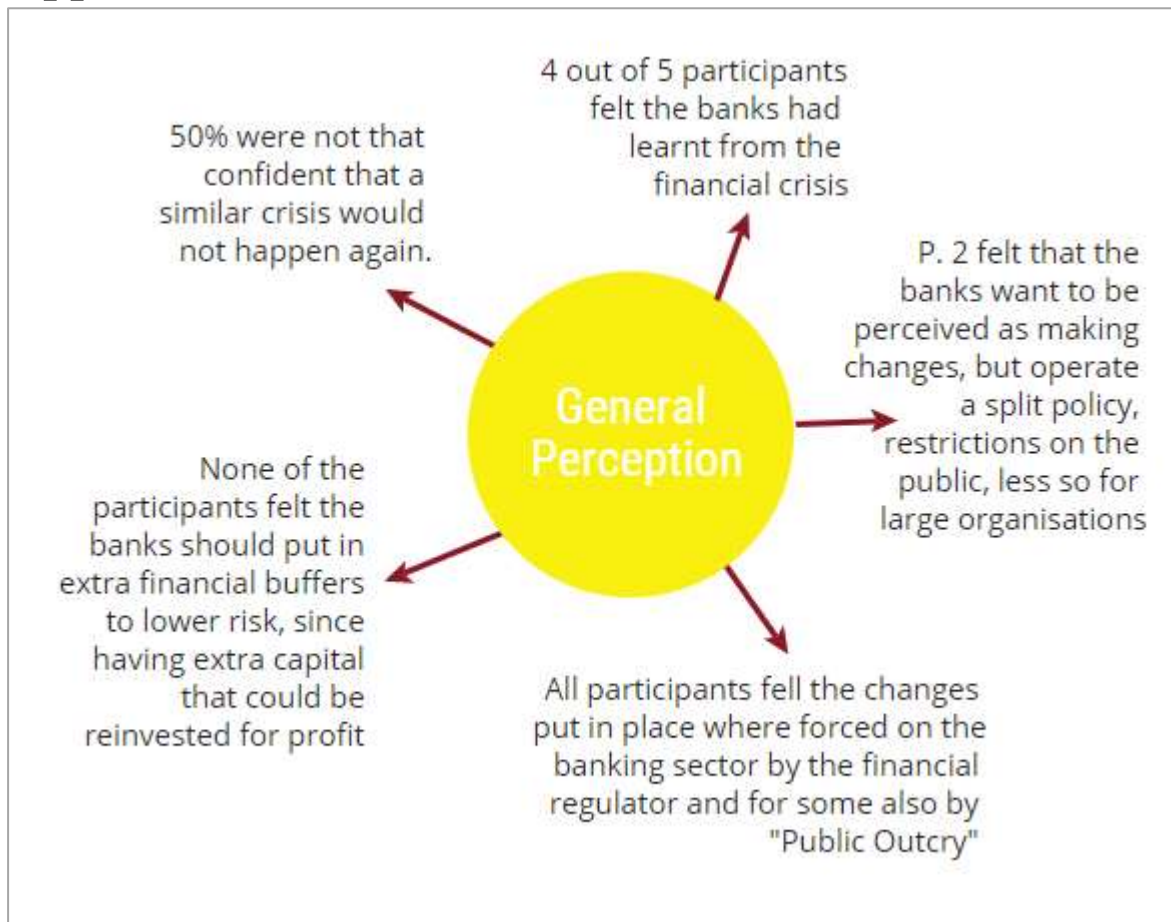 4 out of 5 participants
felt the banks had
learnt from the
financial crisis
50% were not that
confident that a
similar crisis would
not happen again.
P. 2 felt that the
banks want to be
perceived as making
changes, but operate
a split policy,
restrictions on the
public, less so for
large organisations
General
Perception
None of the
participants felt the
banks should put in
extra financial buffers
to lower risk, since
having extra capital
that could be
reinvested for profit
All participants fell the changes
put in place where forced on the
banking sector by the financial
regulator and for some also by
"Public Outcry"